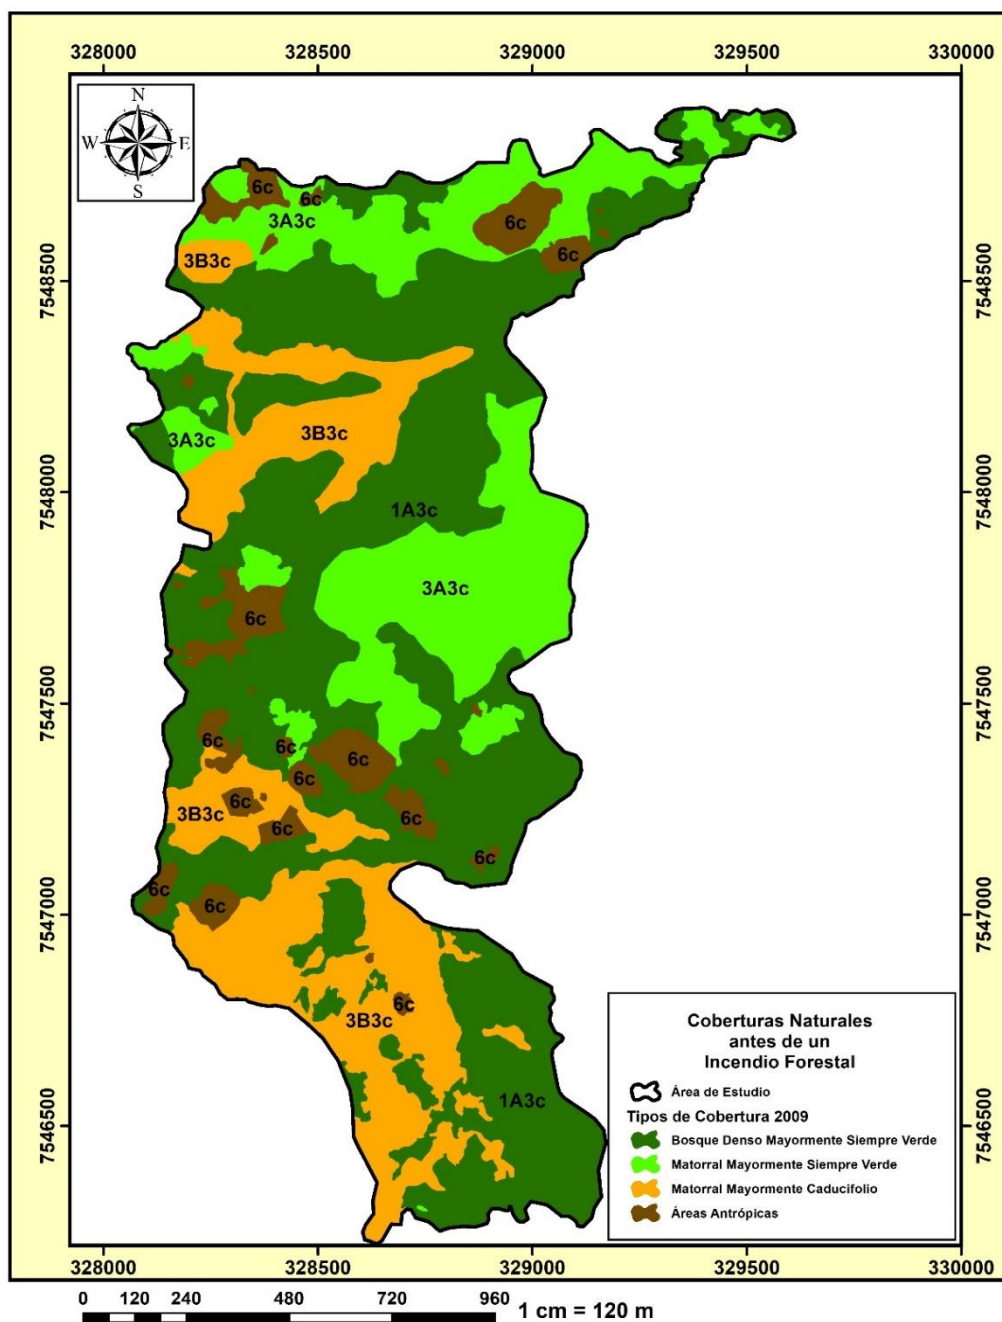 328000 328500 329000 329500 330000
N
W E
S
6c
6c
3A3c
6c
6c
3B3c
7548500 7548500
3B3c
3A3c
7548000 7548000
1A3c
3A3c
6c
7547500 7547500
6c
6c
6c
6c
6c
3B3c
6c
6c
6c
6c
6c
7547000 7547000
6c
3B3c
6c
1A3c
7546500 7546500
Coberturas Naturales
antes de un
Incendio Forestal
Área de Estudio
Tipos de Cobertura 2009
Bosque Denso Mayormente Siempre Verde
Matorral Mayormente Siempre Verde
Matorral Mayormente Caducifolio
Áreas Antrópicas
328000 328500 329000 329500 330000
0 120 240 480 720 960
1 cm = 120 m